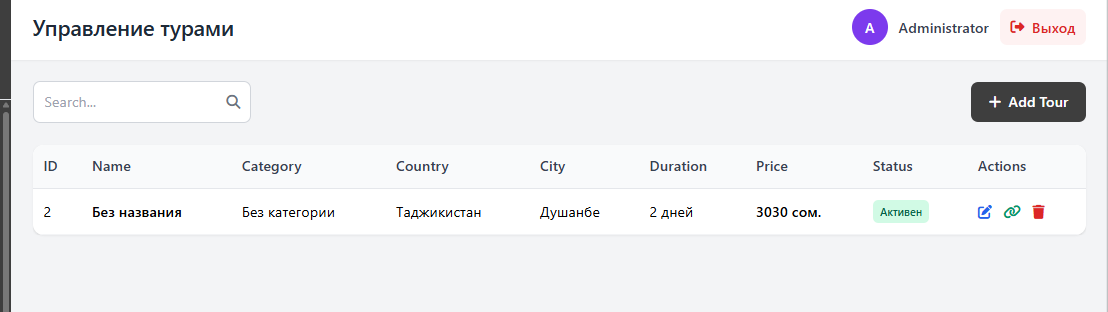 Управление турами
A Administrator Выход
Search...
Add Tour
ID Name Category Country City Duration Price Status Actions
2 Без названия Без категории Таджикистан Душанбе 2 дней 3030 сом. Активен